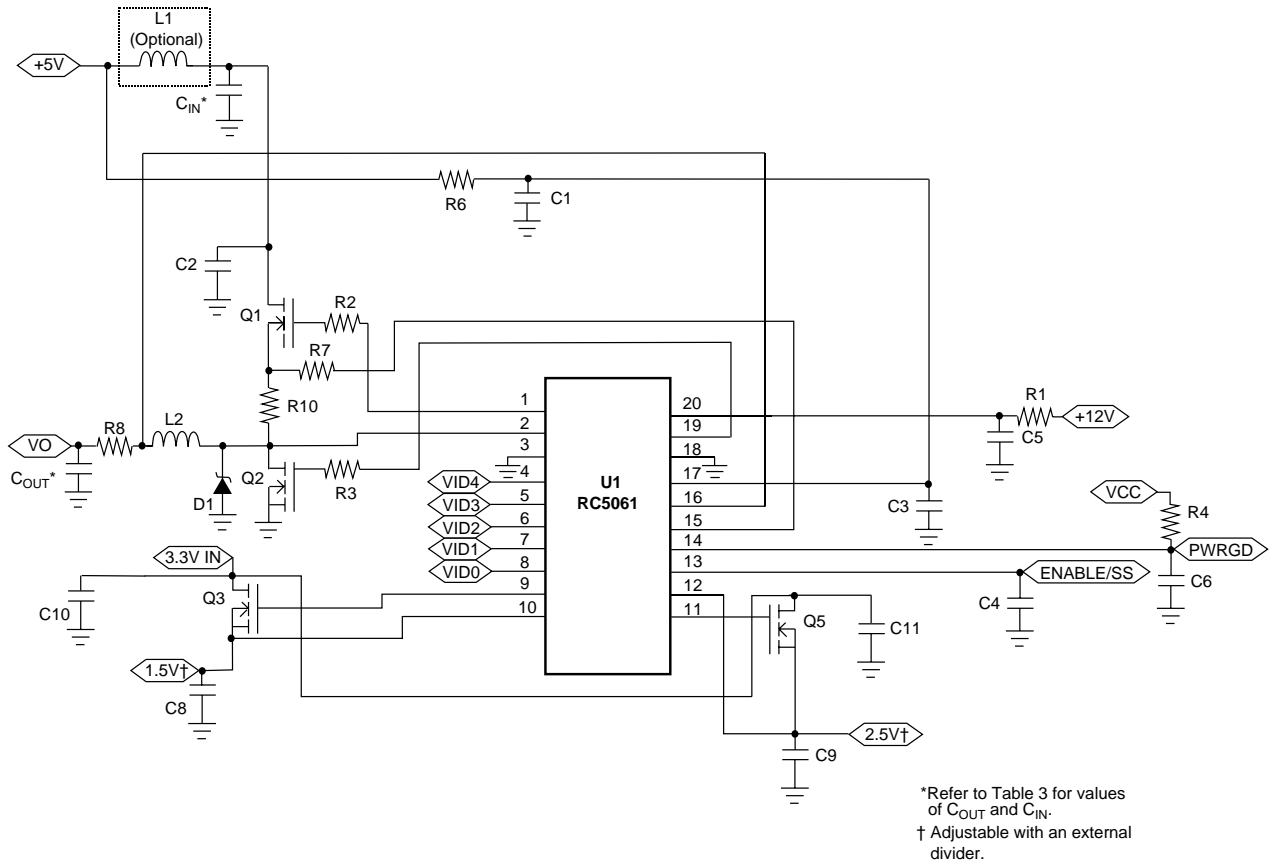 L1
(Optional)
+5V
CIN*
R6
C1
C2
Q1
R2
R7
R10
R8
L2
VO
COUT*
D1
Q2
R3
1
2
3
4
5
6
7
8
9
10
U1
RC5061
20
19
18
17
16
15
14
13
12
11
VID4
VID3
VID2
VID1
VID0
R1
+12V
C5
C3
VCC
R4
PWRGD
C6
ENABLE/SS
C4
3.3V IN
C10
Q3
1.5V†
C8
Q5
C11
2.5V†
C9
*Refer to Table 3 for values
of COUT and CIN.
† Adjustable with an external
divider.